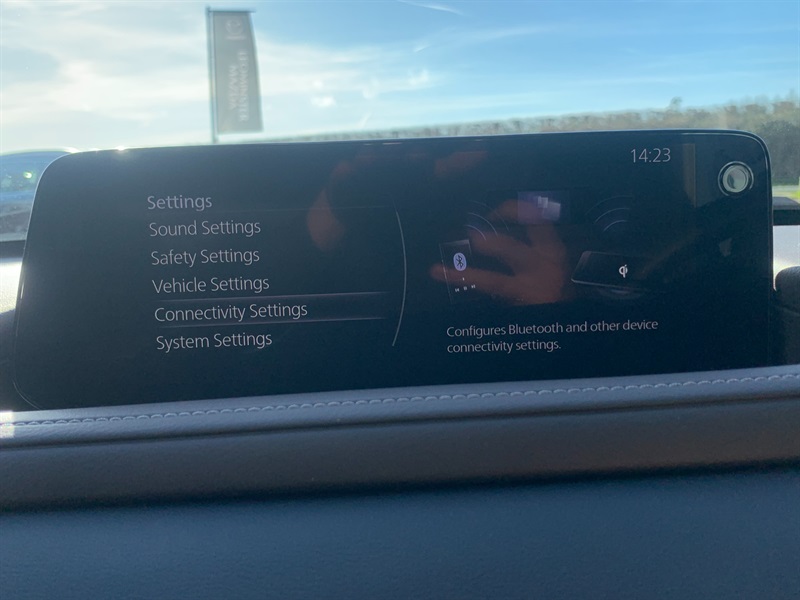 14:23
Settings
Sound Settings
Safety Settings
Vehicle Settings
Connectivity Settings
System Settings
Configures Bluetooth and other device
connectivity settings.